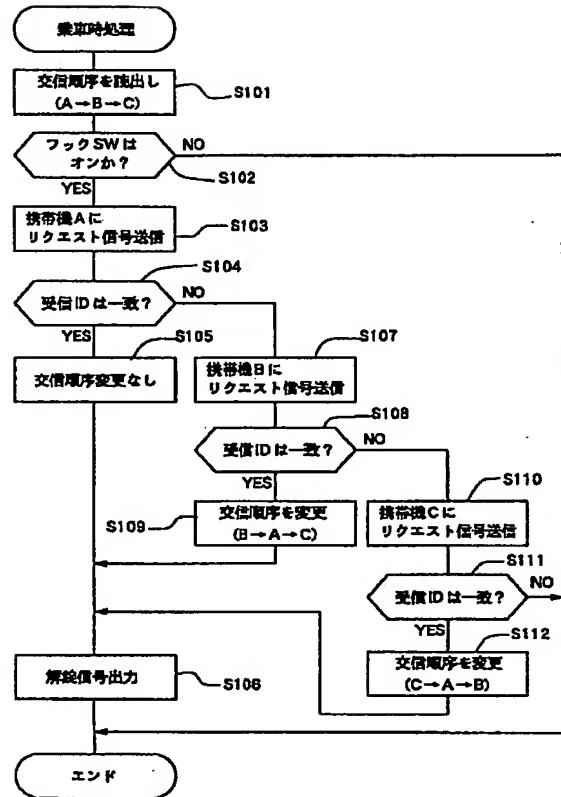 乗車時処理
交信順序を読出し
(A→B→C)
S101
フックSWは
オンか?
NO
S102
YES
携帯機Aに
リクエスト信号送信
S103
S104
受信IDは一致?
NO
YES
S105
交信順序変更なし
S107
携帯機Bに
リクエスト信号送信
S108
受信IDは一致?
NO
YES
S109
交信順序を変更
(B→A→C)
S110
携帯機Cに
リクエスト信号送信
S111
受信IDは一致?
NO
YES
S112
交信順序を変更
(C→A→B)
解錠信号出力
S106
エンド